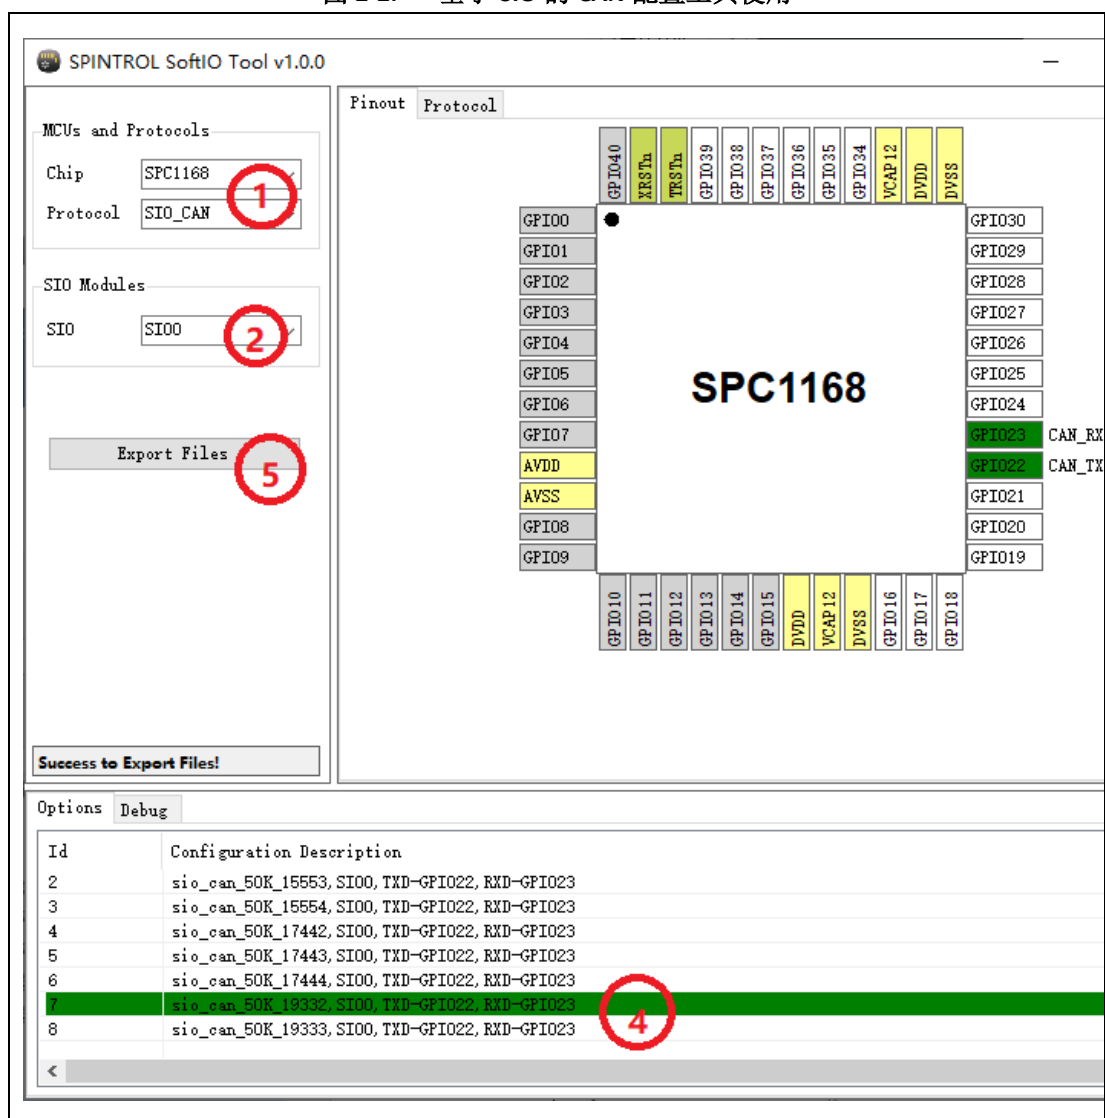 SPINTROL SoftIO Tool v1.0.0
MCUs and Protocols
Chip SPC1168
Protocol SIO_CAN
1
SIO Modules
SIO SIO0
2
Export Files
5
Success to Export Files!
Pinout Protocol
GPIO40 XRSTn TRSTn GPIO39 GPIO38 GPIO37 GPIO36 GPIO35 GPIO34 VCAP12 DVDD DVSS
GPIO0
GPIO1
GPIO2
GPIO3
GPIO4
GPIO5
GPIO6
GPIO7
AVDD
AVSS
GPIO8
GPIO9
SPC1168
GPIO30
GPIO29
GPIO28
GPIO27
GPIO26
GPIO25
GPIO24
GPIO23 CAN_RX
GPIO22 CAN_TX
GPIO21
GPIO20
GPIO19
GPIO10 GPIO11 GPIO12 GPIO13 GPIO14 GPIO15 DVDD VCAP12 DVSS GPIO16 GPIO17 GPIO18
Options Debug
Id Configuration Description
2 sio_can_50K_15553, SIO0, TXD-GPIO22, RXD-GPIO23
3 sio_can_50K_15554, SIO0, TXD-GPIO22, RXD-GPIO23
4 sio_can_50K_17442, SIO0, TXD-GPIO22, RXD-GPIO23
5 sio_can_50K_17443, SIO0, TXD-GPIO22, RXD-GPIO23
6 sio_can_50K_17444, SIO0, TXD-GPIO22, RXD-GPIO23
7 sio_can_50K_19332, SIO0, TXD-GPIO22, RXD-GPIO23
4
8 sio_can_50K_19333, SIO0, TXD-GPIO22, RXD-GPIO23